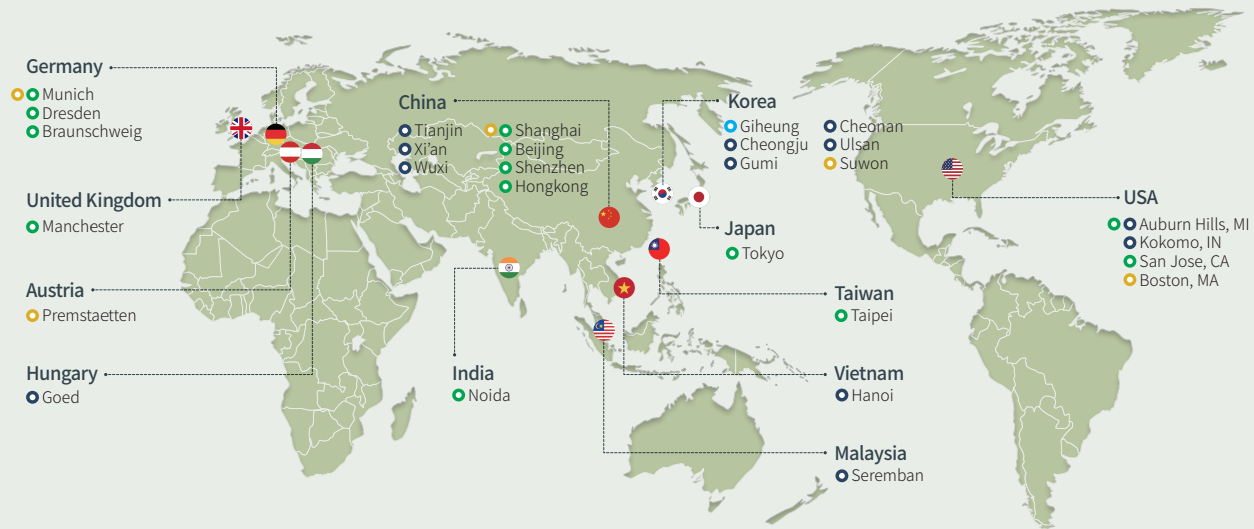 Germany
Munich
Dresden
Braunschweig
United Kingdom
Manchester
Austria
Premstaetten
Hungary
Goed
China
Tianjin
Xi'an
Wuxi
Shanghai
Beijing
Shenzhen
Hongkong
India
Noida
Korea
Giheung
Cheongju
Gumi
Cheonan
Ulsan
Suwon
Japan
Tokyo
Taiwan
Taipei
Vietnam
Hanoi
Malaysia
Seremban
USA
Auburn Hills, MI
Kokomo, IN
San Jose, CA
Boston, MA